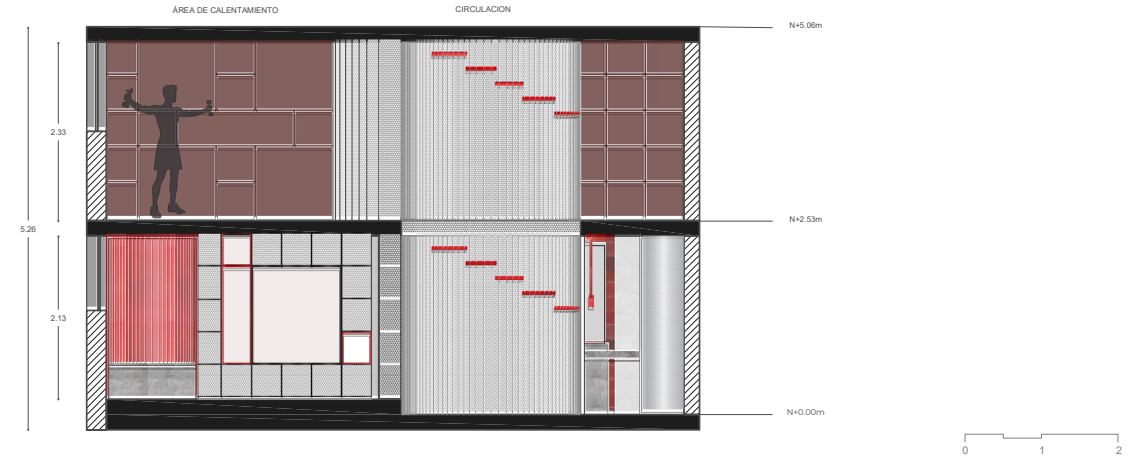 ÁREA DE CALENTAMIENTO
CIRCULACION
N+5.06m
2.33
N+2.53m
5.26
2.13
N+0.00m
0 1 2